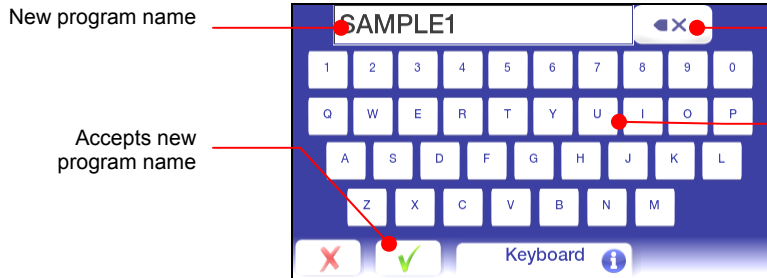 New program name
SAMPLE1
1 2 3 4 5 6 7 8 9 0
Q W E R T Y U I O P
Accepts new
program name
A S D F G H J K L
Z X C V B N M
Keyboard